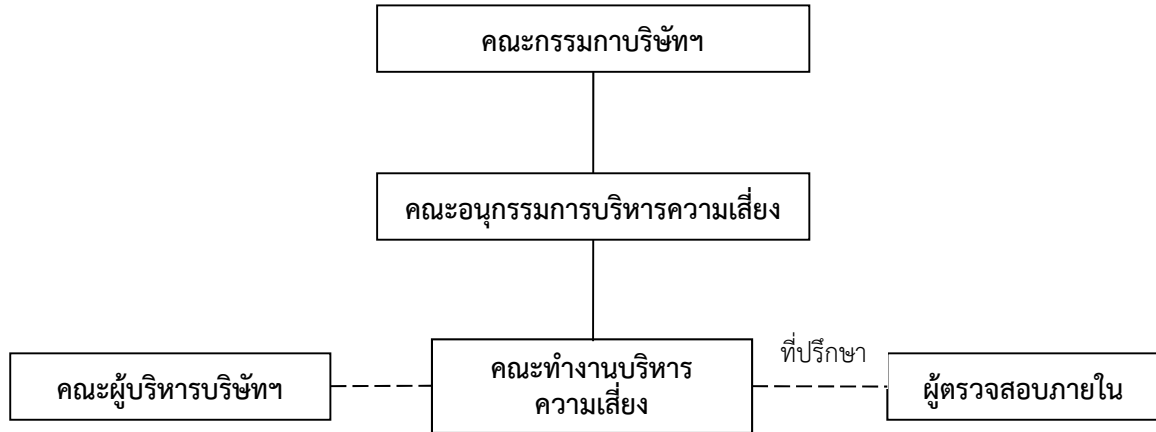 คณะกรรมกาบริษัทฯ
คณะอนุกรรมการบริหารความเสี่ยง
คณะผู้บริหารบริษัทฯ
คณะทำงานบริหาร
ความเสี่ยง
ที่ปรึกษา
ผู้ตรวจสอบภายใน